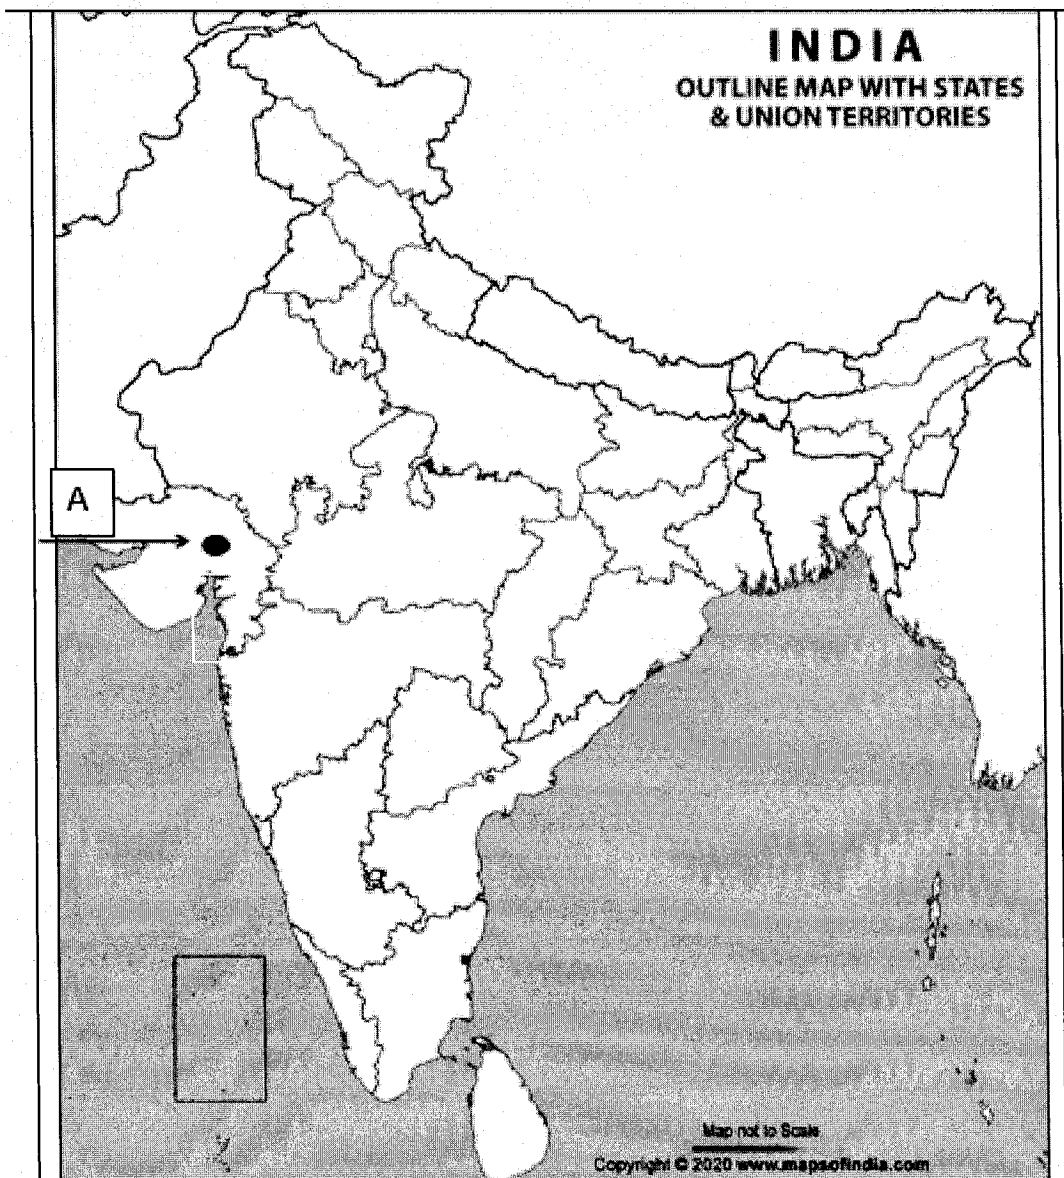 INDIA
OUTLINE MAP WITH STATES
& UNION TERRITORIES
A
Map not to Scale
Copyright © 2020 www.mapsofindia.com